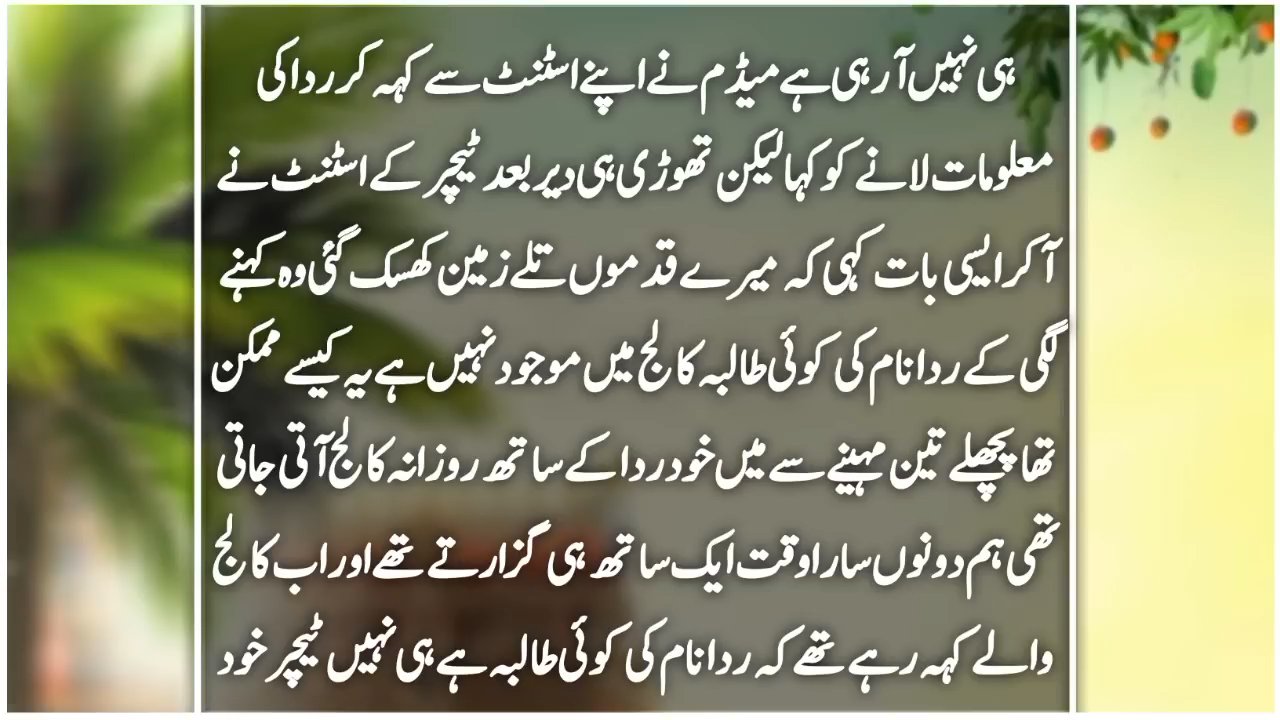 ہی نہیں آرہی ہے میڈم نے اپنے اسٹنٹ سے کہہ کر ردا کی
معلومات لانے کو کہا لیکن تھوڑی ہی دیر بعد ٹیچر کے اسٹنٹ نے
آکر ایسی بات کہی کہ میرے قدموں تلے زمین کھسک گئی وہ کہنے
لگی کے ردا نام کی کوئی طالبہ کالج میں موجود نہیں ہے یہ کیسے ممکن
تھا پچھلے تین مہینے سے میں خود ردا کے ساتھ روزانہ کالج آتی جاتی
تھی ہم دونوں سارا وقت ایک ساتھ ہی گزارتے تھے اور اب کالج
والے کہہ رہے تھے کہ ردا نام کی کوئی طالبہ ہے ہی نہیں ٹیچر خود